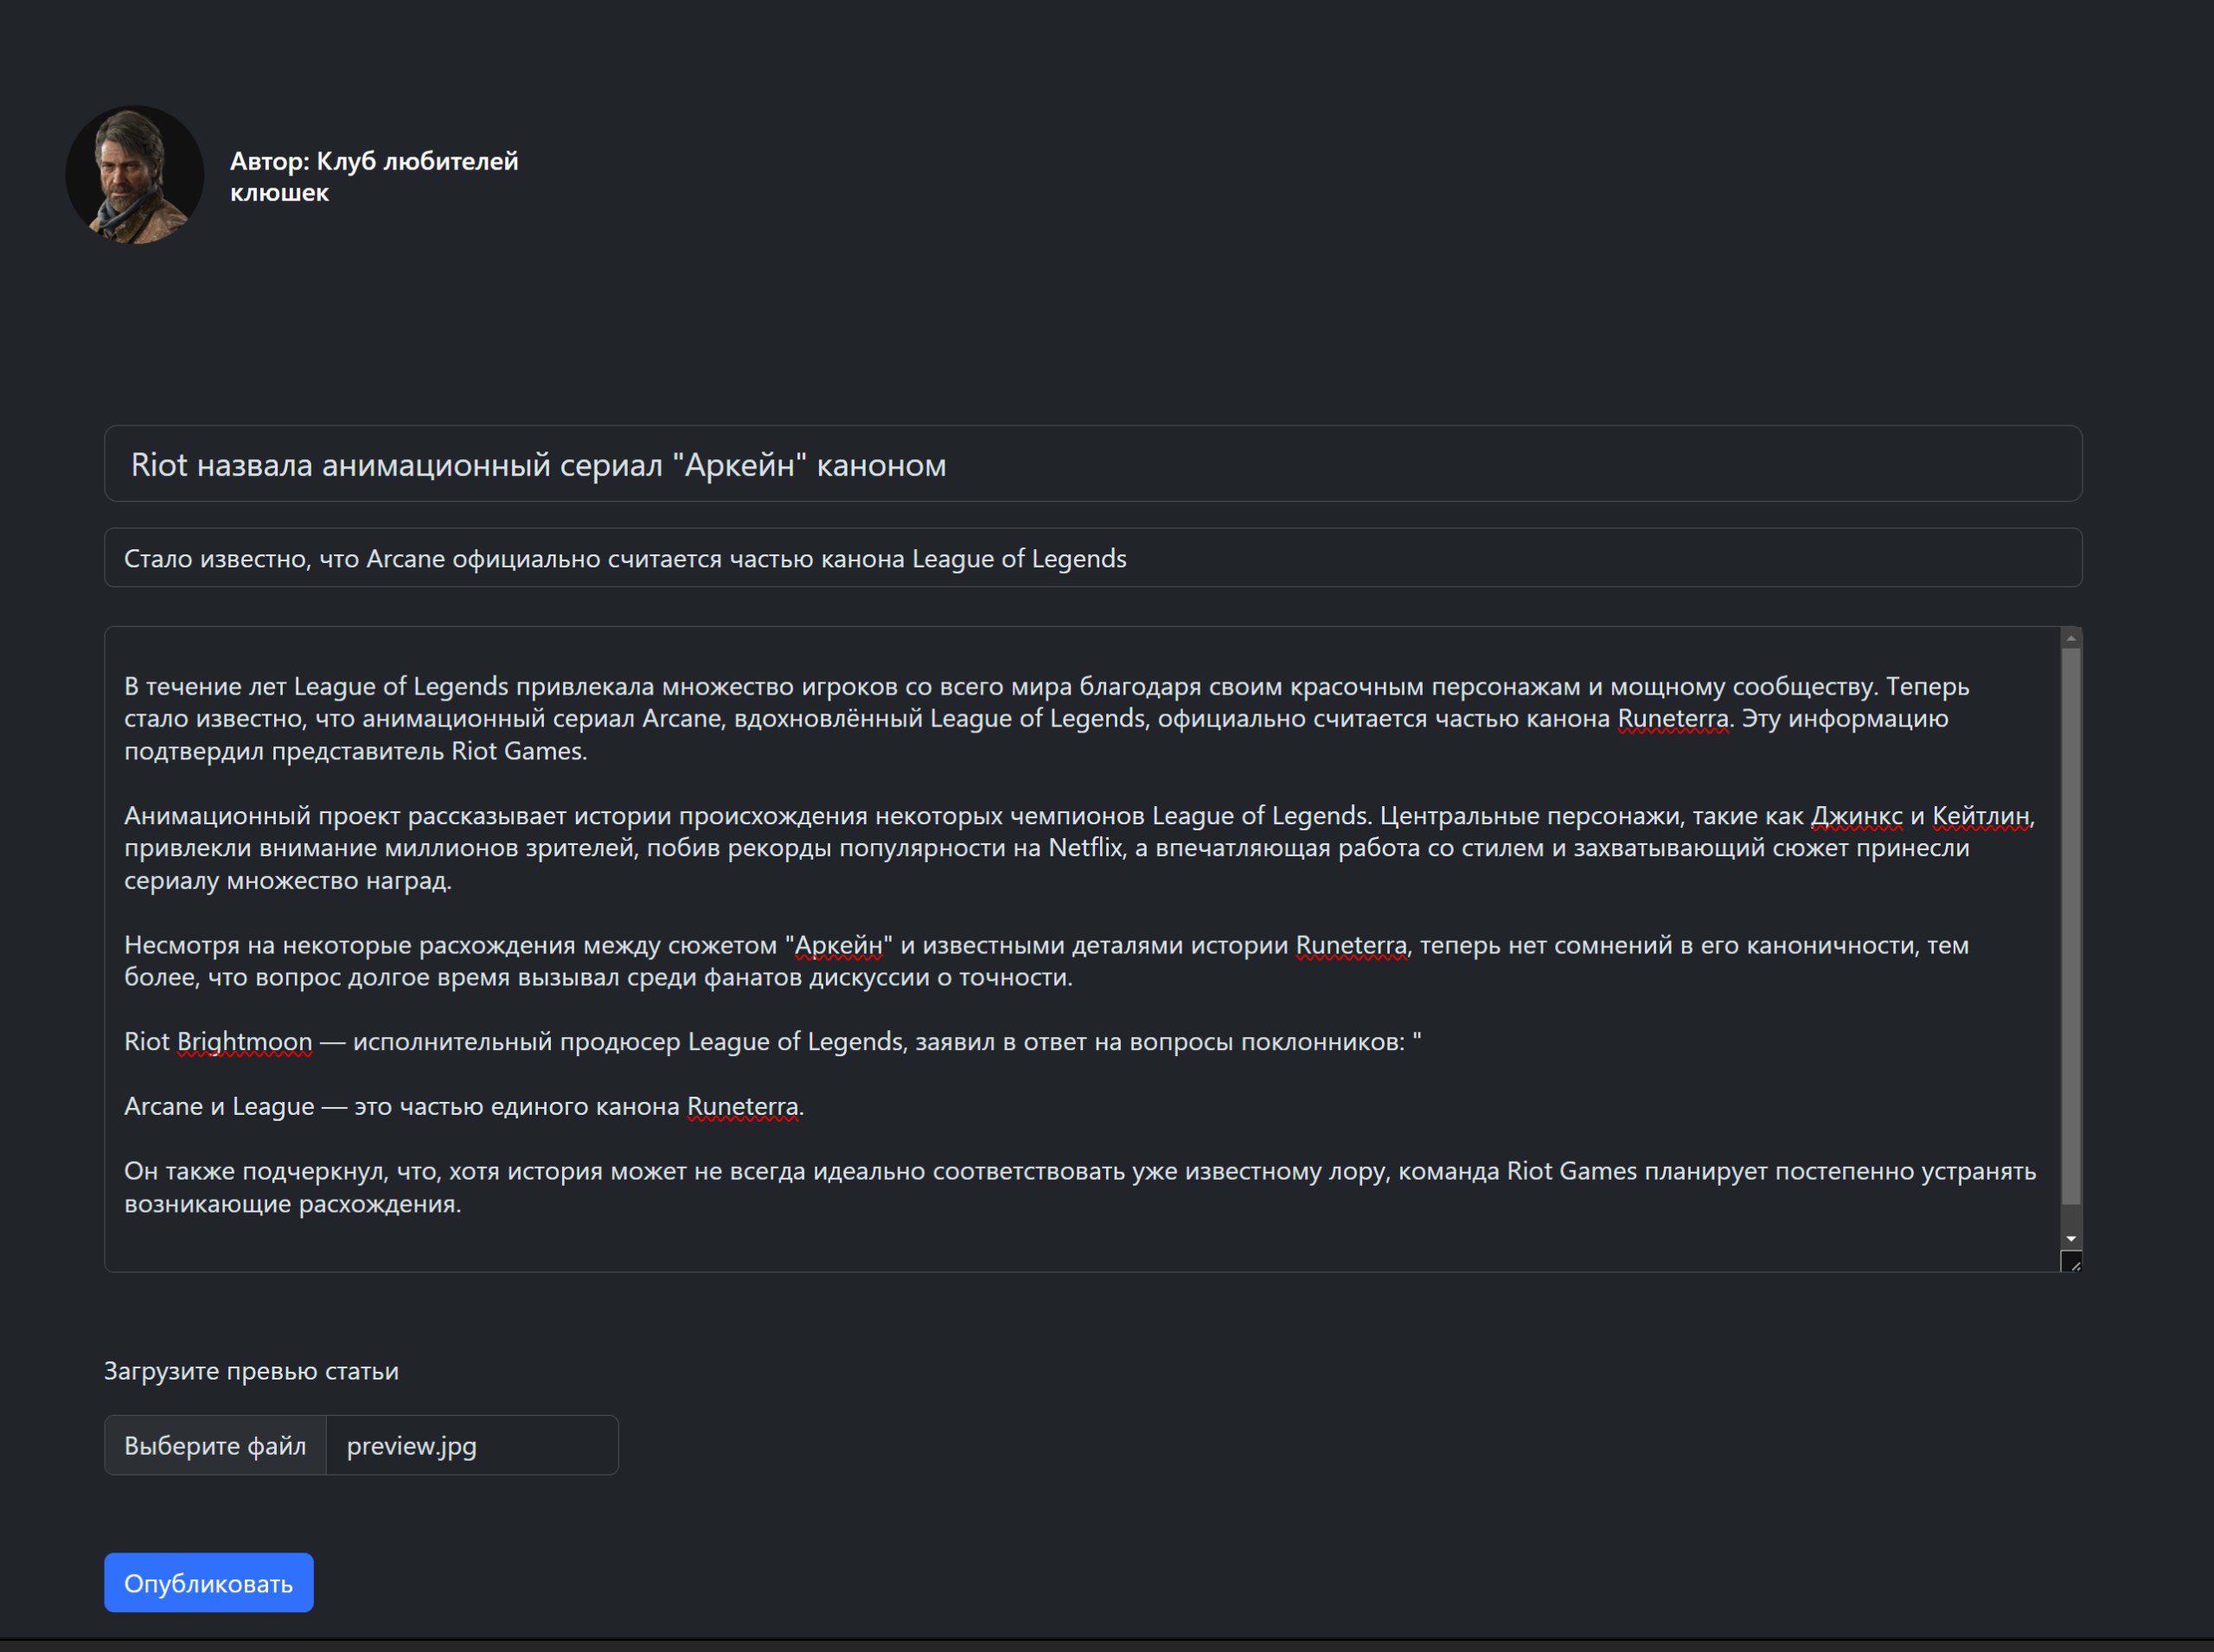 Автор: Клуб любителей
клюшек
Riot назвала анимационный сериал "Аркейн" каноном
Стало известно, что Arcane официально считается частью канона League of Legends
В течение лет League of Legends привлекала множество игроков со всего мира благодаря своим красочным персонажам и мощному сообществу. Теперь
стало известно, что анимационный сериал Arcane, вдохновлённый League of Legends, официально считается частью канона Runeterra. Эту информацию
подтвердил представитель Riot Games.
Анимационный проект рассказывает истории происхождения некоторых чемпионов League of Legends. Центральные персонажи, такие как Джинкс и Кейтлин,
привлекли внимание миллионов зрителей, побив рекорды популярности на Netflix, а впечатляющая работа со стилем и захватывающий сюжет принесли
сериалу множество наград.
Несмотря на некоторые расхождения между сюжетом "Аркейн" и известными деталями истории Runeterra, теперь нет сомнений в его каноничности, тем
более, что вопрос долгое время вызывал среди фанатов дискуссии о точности.
Riot Brightmoon — исполнительный продюсер League of Legends, заявил в ответ на вопросы поклонников: "
Arcane и League — это частью единого канона Runeterra.
Он также подчеркнул, что, хотя история может не всегда идеально соответствовать уже известному лору, команда Riot Games планирует постепенно устранять
возникающие расхождения.
Загрузите превью статьи
Выберите файл preview.jpg
Опубликовать